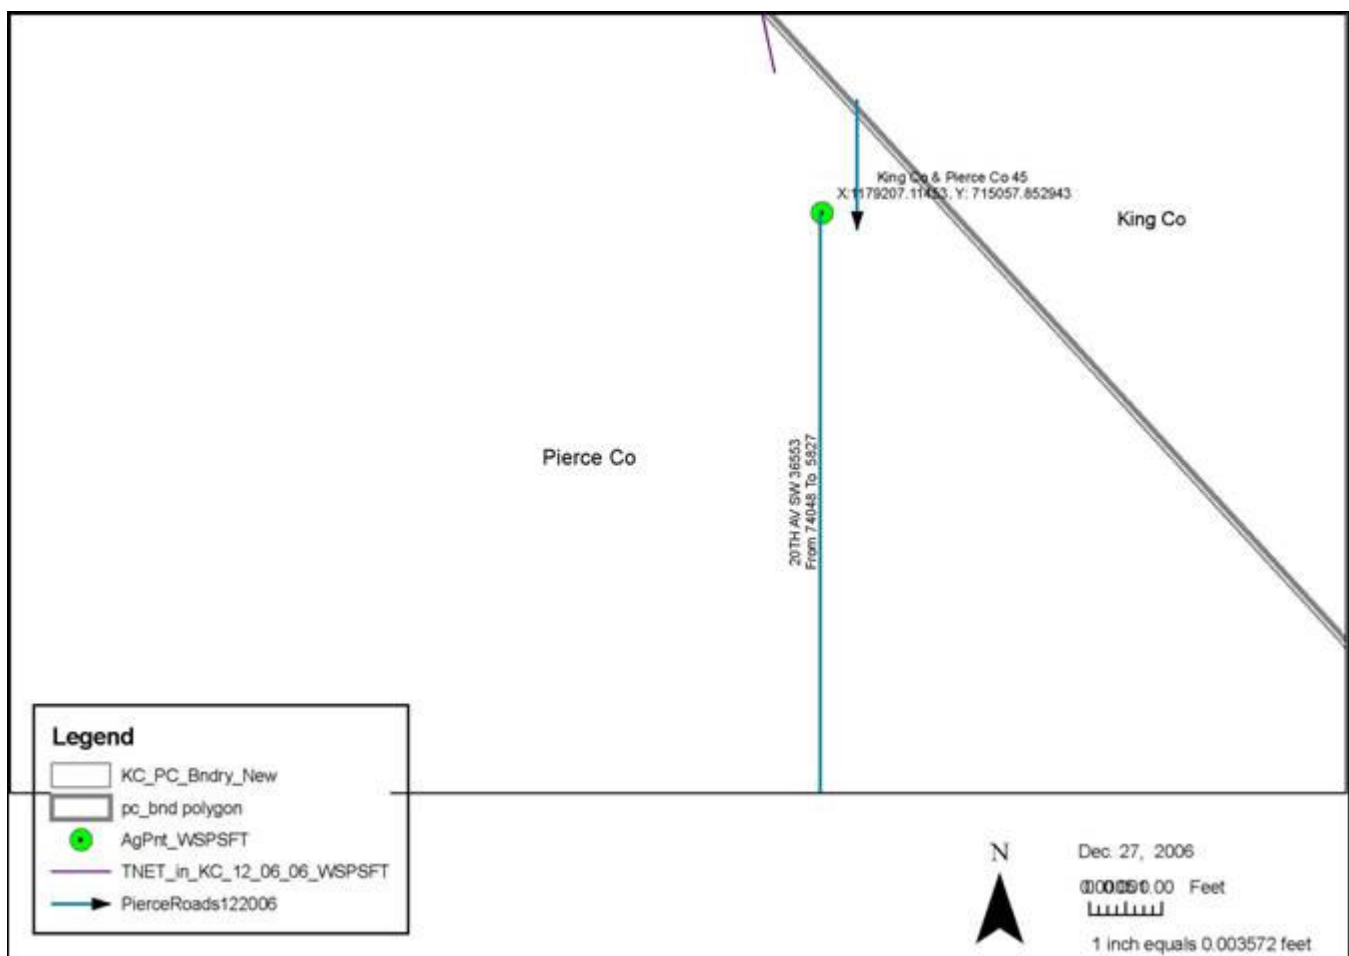 King Co & Pierce Co 45
X:1179207.11453, Y: 715057.852943
King Co
Pierce Co
20TH AV SW 36553
From 74048 To 5827
Legend
KC_PC_Bndry_New
pc_bnd polygon
AgPnt_WSPSFT
TNET_in_KC_12_06_06_WSPSFT
PierceRoads122006
N
Dec. 27, 2006
Feet
1 inch equals 0.003572 feet